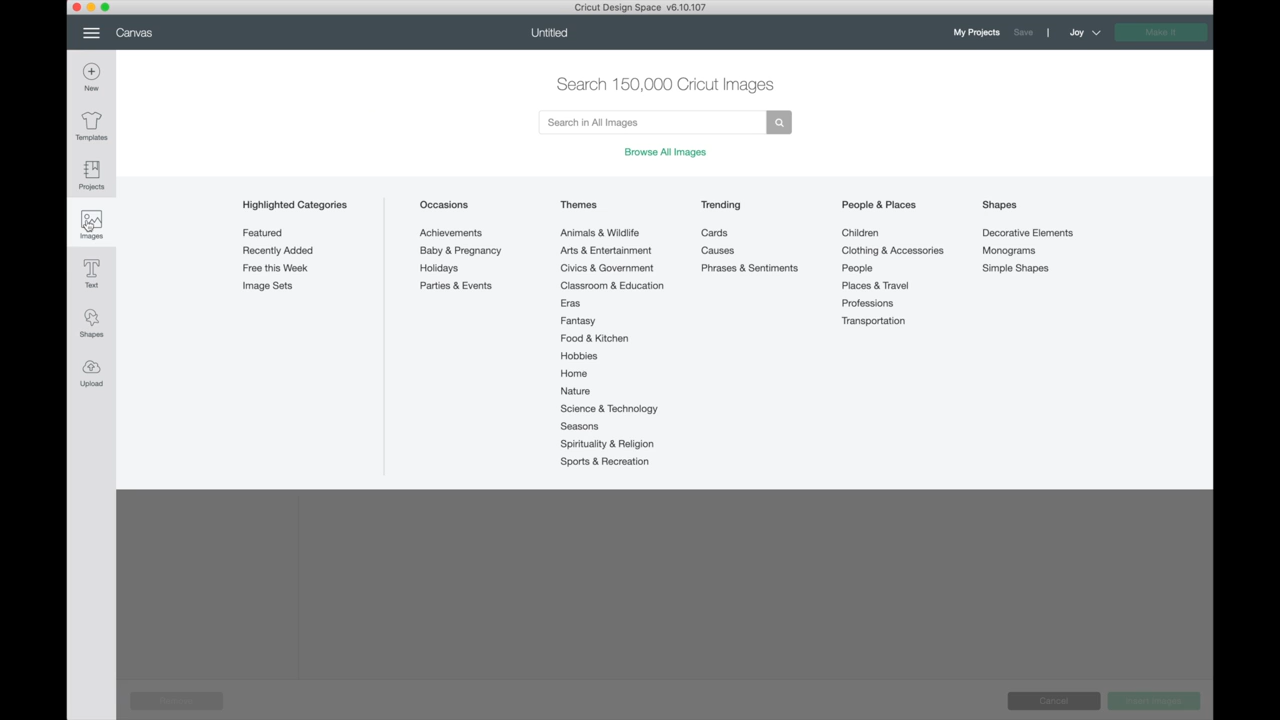 Cricut Design Space v6.10.107
Canvas
Untitled
My Projects Save | Joy
Make It
New
Templates
Projects
Images
Text
Shapes
Upload
Search 150,000 Cricut Images
Search in All Images
Browse All Images
Highlighted Categories
Featured
Recently Added
Free this Week
Image Sets
Occasions
Achievements
Baby & Pregnancy
Holidays
Parties & Events
Themes
Animals & Wildlife
Arts & Entertainment
Civics & Government
Classroom & Education
Eras
Fantasy
Food & Kitchen
Hobbies
Home
Nature
Science & Technology
Seasons
Spirituality & Religion
Sports & Recreation
Trending
Cards
Causes
Phrases & Sentiments
People & Places
Children
Clothing & Accessories
People
Places & Travel
Professions
Transportation
Shapes
Decorative Elements
Monograms
Simple Shapes
Cancel
Insert Images